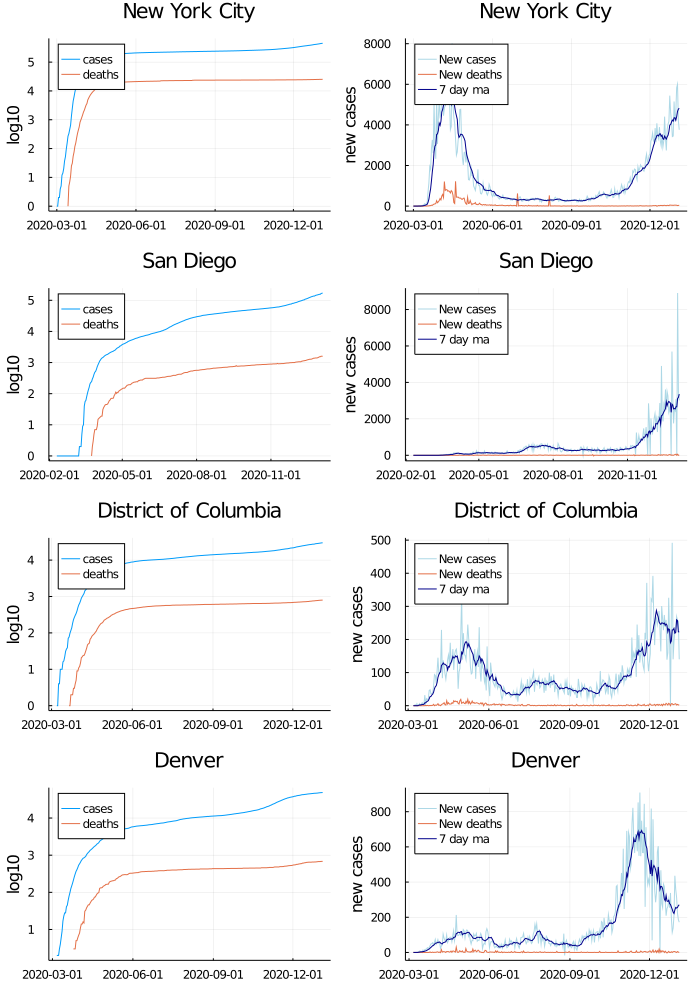 New York City
New York City
cases
deaths
New cases
New deaths
7 day ma
log10
new cases
5
4
3
2
1
0
8000
6000
4000
2000
0
2020-03-01 2020-06-01 2020-09-01 2020-12-01
2020-03-01 2020-06-01 2020-09-01 2020-12-01
San Diego
San Diego
cases
deaths
New cases
New deaths
7 day ma
log10
new cases
5
4
3
2
1
0
8000
6000
4000
2000
0
2020-02-01 2020-05-01 2020-08-01 2020-11-01
2020-02-01 2020-05-01 2020-08-01 2020-11-01
District of Columbia
District of Columbia
cases
deaths
New cases
New deaths
7 day ma
log10
new cases
4
3
2
1
0
500
400
300
200
100
0
2020-03-01 2020-06-01 2020-09-01 2020-12-01
2020-03-01 2020-06-01 2020-09-01 2020-12-01
Denver
Denver
cases
deaths
New cases
New deaths
7 day ma
log10
new cases
4
3
2
1
800
600
400
200
0
2020-03-01 2020-06-01 2020-09-01 2020-12-01
2020-03-01 2020-06-01 2020-09-01 2020-12-01